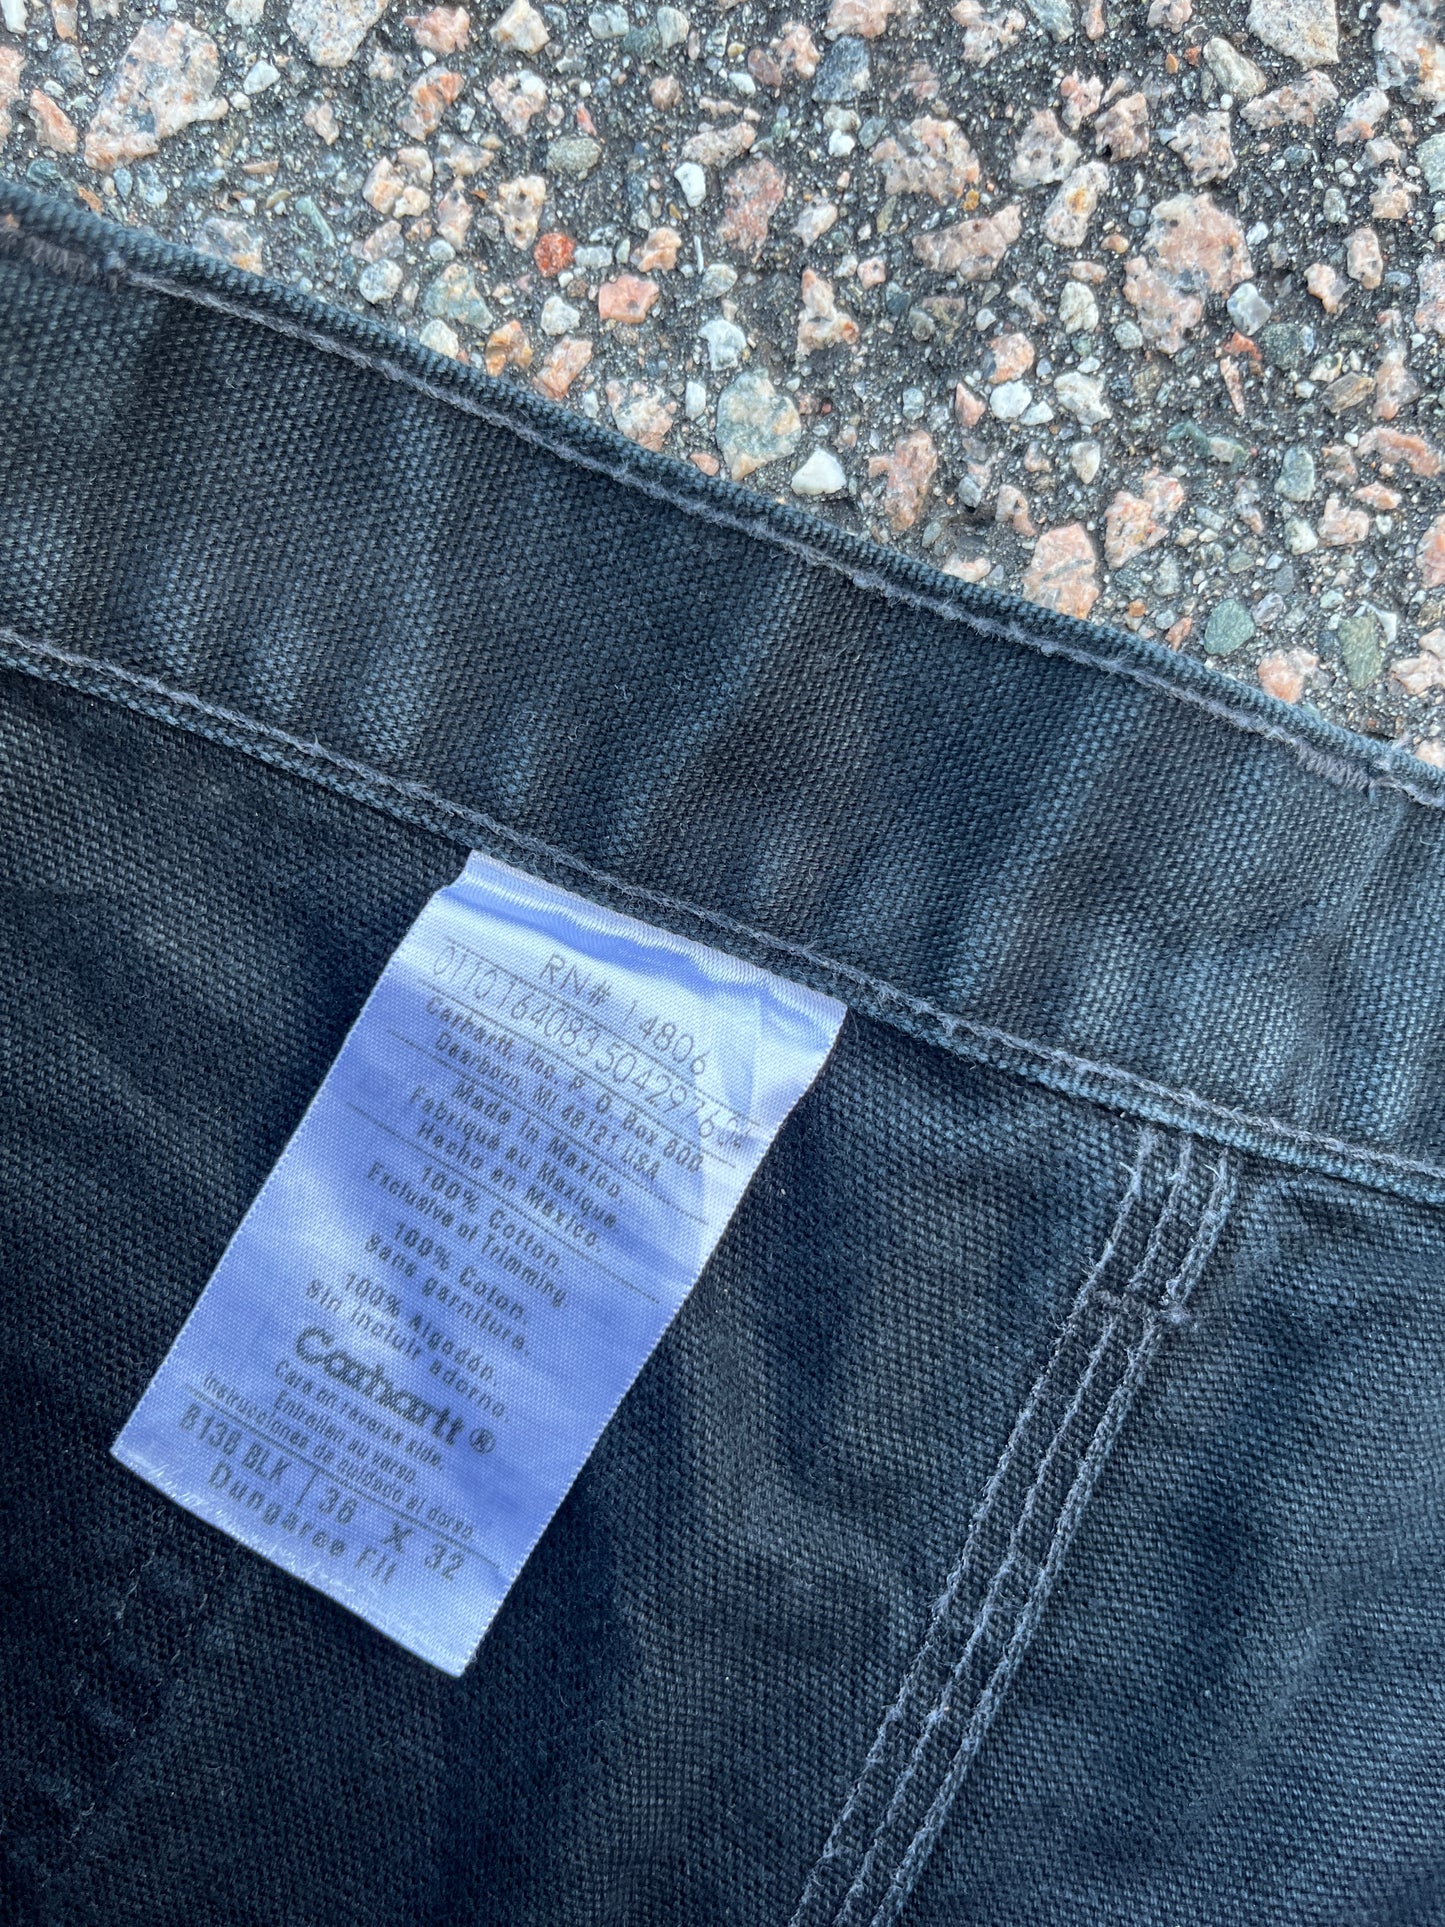 RN# 14806
Carhartt, Inc. P. O. Box 600,
Dearborn, MI 48121 USA
Made in Mexico.
Fabriqué au Mexique.
Hecho en México.
100% Cotton.
Exclusive of Trimming.
100% Coton.
Sans garniture.
100% Algodón.
Sin incluir adorno.
Carhartt®
Care on reverse side.
Entretien au verso.
Instrucciones de cuidado al dorso.
B136 BLK | 36 X 32
Dungaree Fit